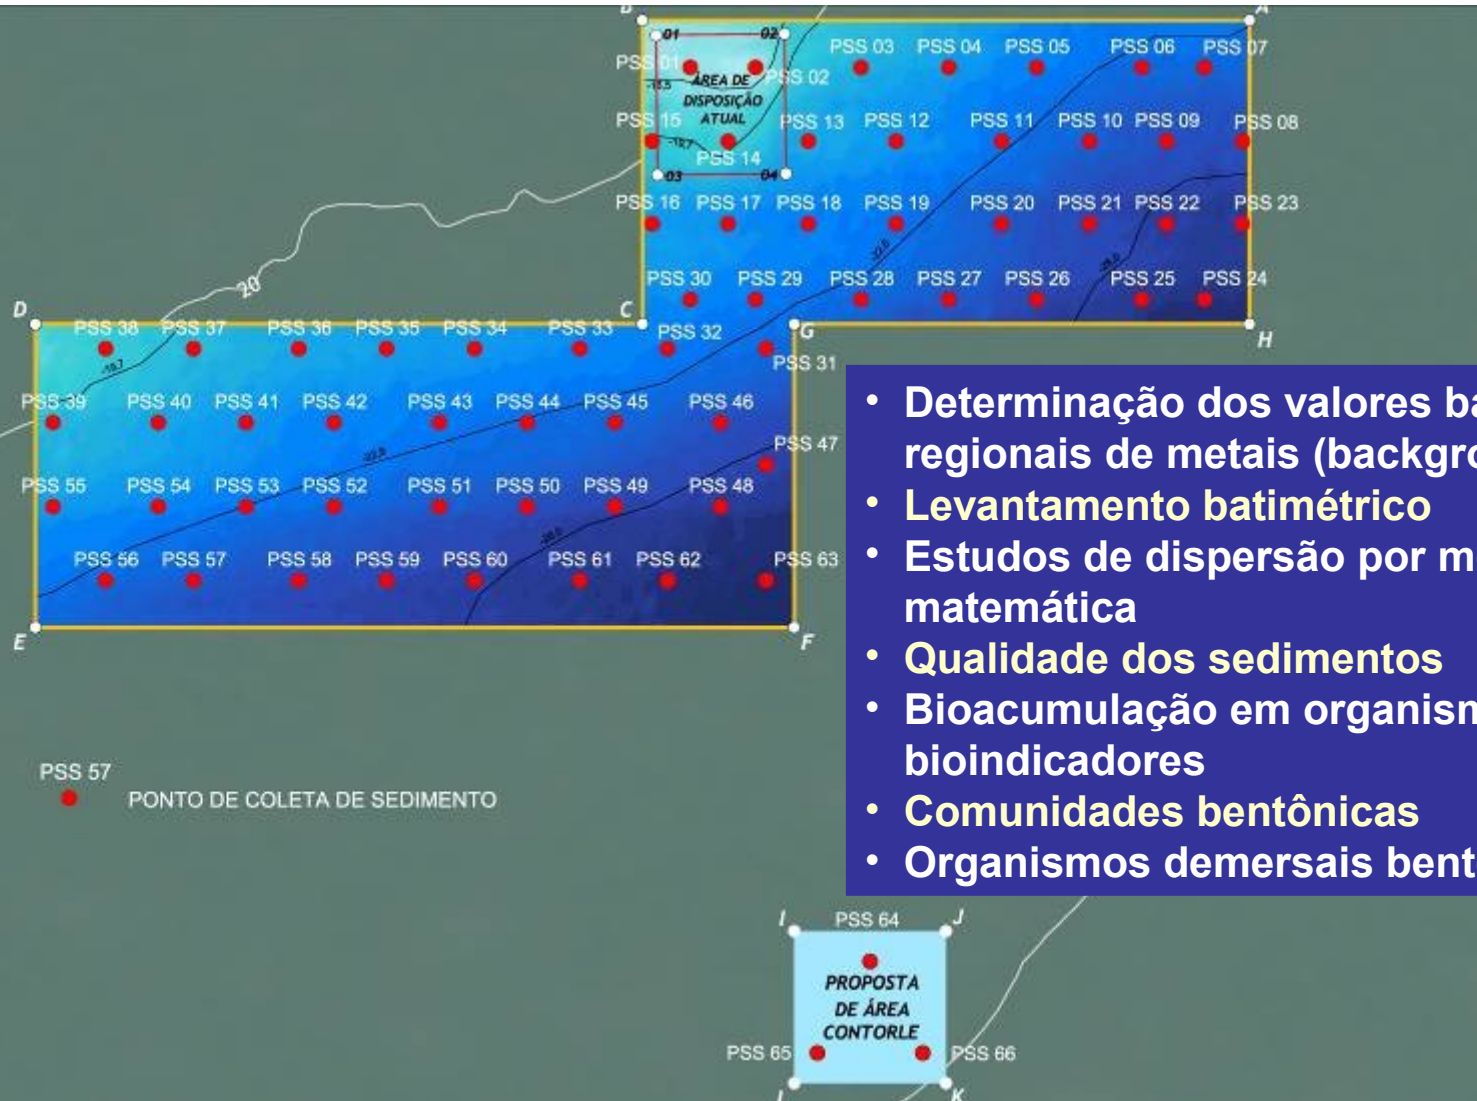 B
A
01
02
PSS 03 PSS 04 PSS 05 PSS 06 PSS 07
PSS 01
PSS 02
ÁREA DE
DISPOSIÇÃO
ATUAL
PSS 15
PSS 13 PSS 12 PSS 11 PSS 10 PSS 09 PSS 08
-19,7
PSS 14
03
04
PSS 16 PSS 17 PSS 18 PSS 19 PSS 20 PSS 21 PSS 22 PSS 23
PSS 30 PSS 29 PSS 28 PSS 27 PSS 26 PSS 25 PSS 24
20
D
C
G
H
PSS 38 PSS 37 PSS 36 PSS 35 PSS 34 PSS 33 PSS 32
PSS 31
-19,7
PSS 39 PSS 40 PSS 41 PSS 42 PSS 43 PSS 44 PSS 45 PSS 46
PSS 47
PSS 55 PSS 54 PSS 53 PSS 52 PSS 51 PSS 50 PSS 49 PSS 48
PSS 56 PSS 57 PSS 58 PSS 59 PSS 60 PSS 61 PSS 62 PSS 63
E
F
• Determinação dos valores ba
regionais de metais (backgro
• Levantamento batimétrico
• Estudos de dispersão por m
matemática
• Qualidade dos sedimentos
• Bioacumulação em organism
bioindicadores
• Comunidades bentônicas
• Organismos demersais bent
PSS 57
PONTO DE COLETA DE SEDIMENTO
I
PSS 64
J
PROPOSTA
DE ÁREA
CONTORLE
PSS 65
PSS 66
K